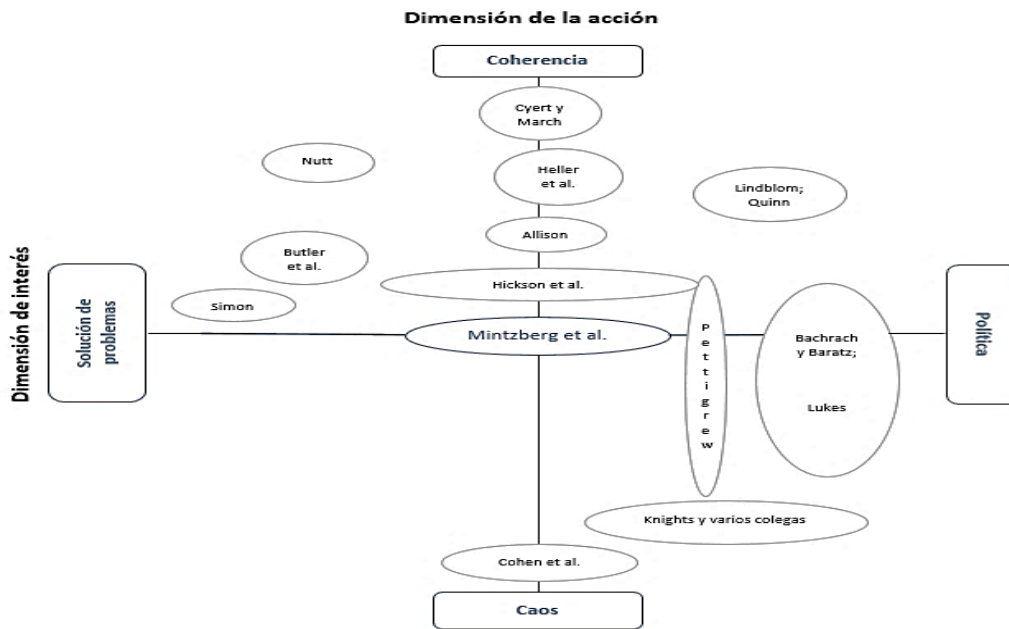 Dimensión de la acción
Coherencia
Cyert y
March
Nutt
Heller
et al.
Lindblom;
Quinn
Allison
Butler
et al.
Hickson et al.
Simon
Dimensión de interés
Solución de
problemas
Mintzberg et al.
Pettigrew
Bachrach
y Baratz;
Lukes
Política
Knights y varios colegas
Cohen et al.
Caos